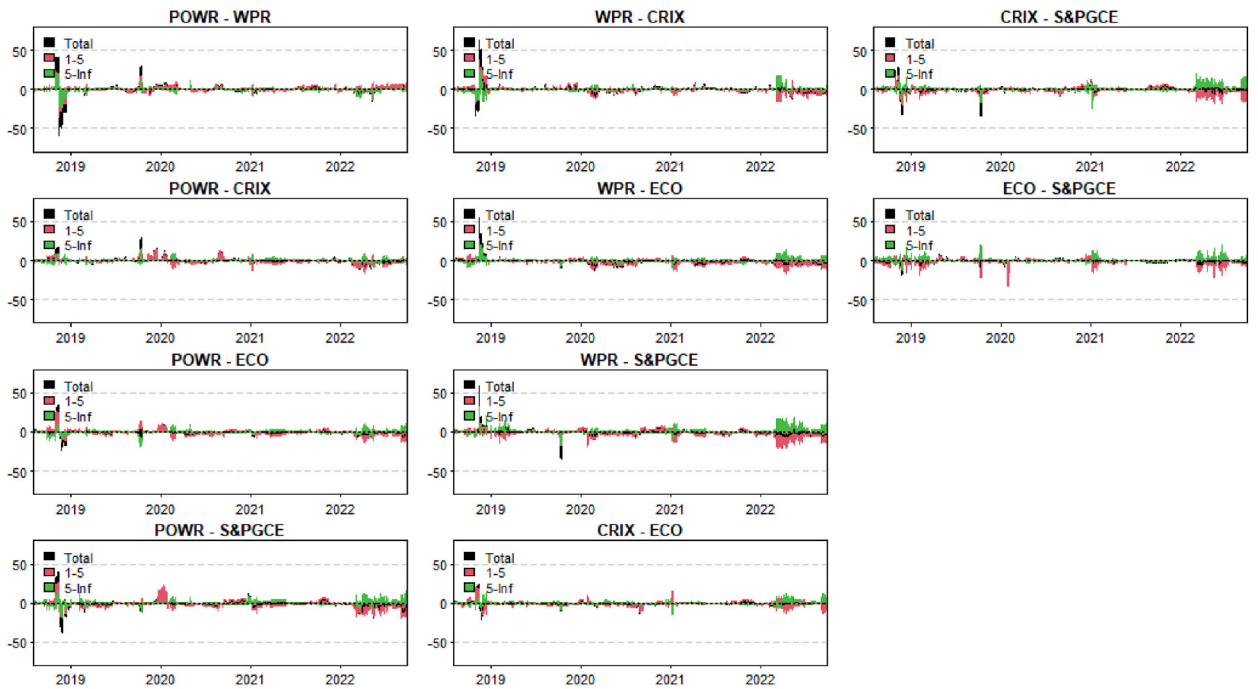 POWR - WPR
50
0
-50
Total
1-5
5-Inf
2019 2020 2021 2022
WPR - CRIX
50
0
-50
Total
1-5
5-Inf
2019 2020 2021 2022
CRIX - S&PGCE
50
0
-50
Total
1-5
5-Inf
2019 2020 2021 2022
POWR - CRIX
50
0
-50
Total
1-5
5-Inf
2019 2020 2021 2022
WPR - ECO
50
0
-50
Total
1-5
5-Inf
2019 2020 2021 2022
ECO - S&PGCE
50
0
-50
Total
1-5
5-Inf
2019 2020 2021 2022
POWR - ECO
50
0
-50
Total
1-5
5-Inf
2019 2020 2021 2022
WPR - S&PGCE
50
0
-50
Total
1-5
5-Inf
2019 2020 2021 2022
POWR - S&PGCE
50
0
-50
Total
1-5
5-Inf
2019 2020 2021 2022
CRIX - ECO
50
0
-50
Total
1-5
5-Inf
2019 2020 2021 2022